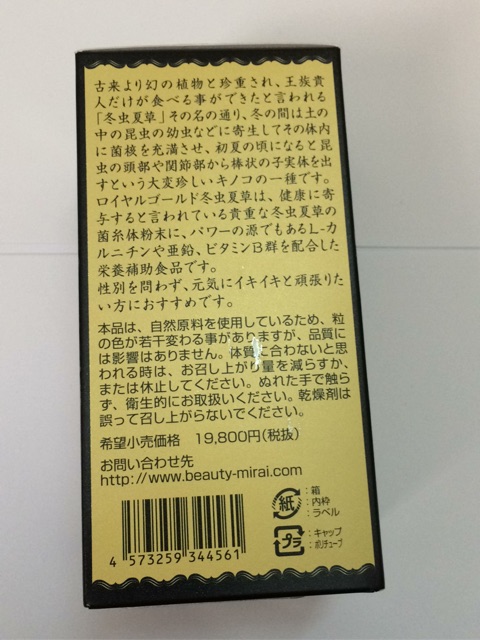 古来より幻の植物と珍重され、王族貴
人だけが食べる事ができたと言われる
「冬虫夏草」その名の通り、冬の間は土の
中の昆虫の幼虫などに寄生してその体内
に菌核を充満させ、初夏の頃になると昆
虫の頭部や関節部から棒状の子実体を出
すという大変珍しいキノコの一種です。
ロイヤルゴールド冬虫夏草は、健康に寄
与すると言われている貴重な冬虫夏草の
菌糸体粉末に、パワーの源でもあるL-カ
ルニチンや亜鉛、ビタミンB群を配合した
栄養補助食品です。
性別を問わず、元気にイキイキと頑張りた
い方におすすめです。
本品は、自然原料を使用しているため、粒
の色が若干変わる事がありますが、品質に
は影響はありません。体質に合わないと思
われる時は、お召し上がり量を減らすか、
または休止してください。ぬれた手で触ら
ず、衛生的にお取扱いください。乾燥剤は
誤って召し上がらないでください。
希望小売価格 19,800円(税抜)
お問い合わせ先
http://www.beauty-mirai.com
紙 :箱
:内枠
:ラベル
プラ :キャップ
:ポリチューブ
4 573259 344561